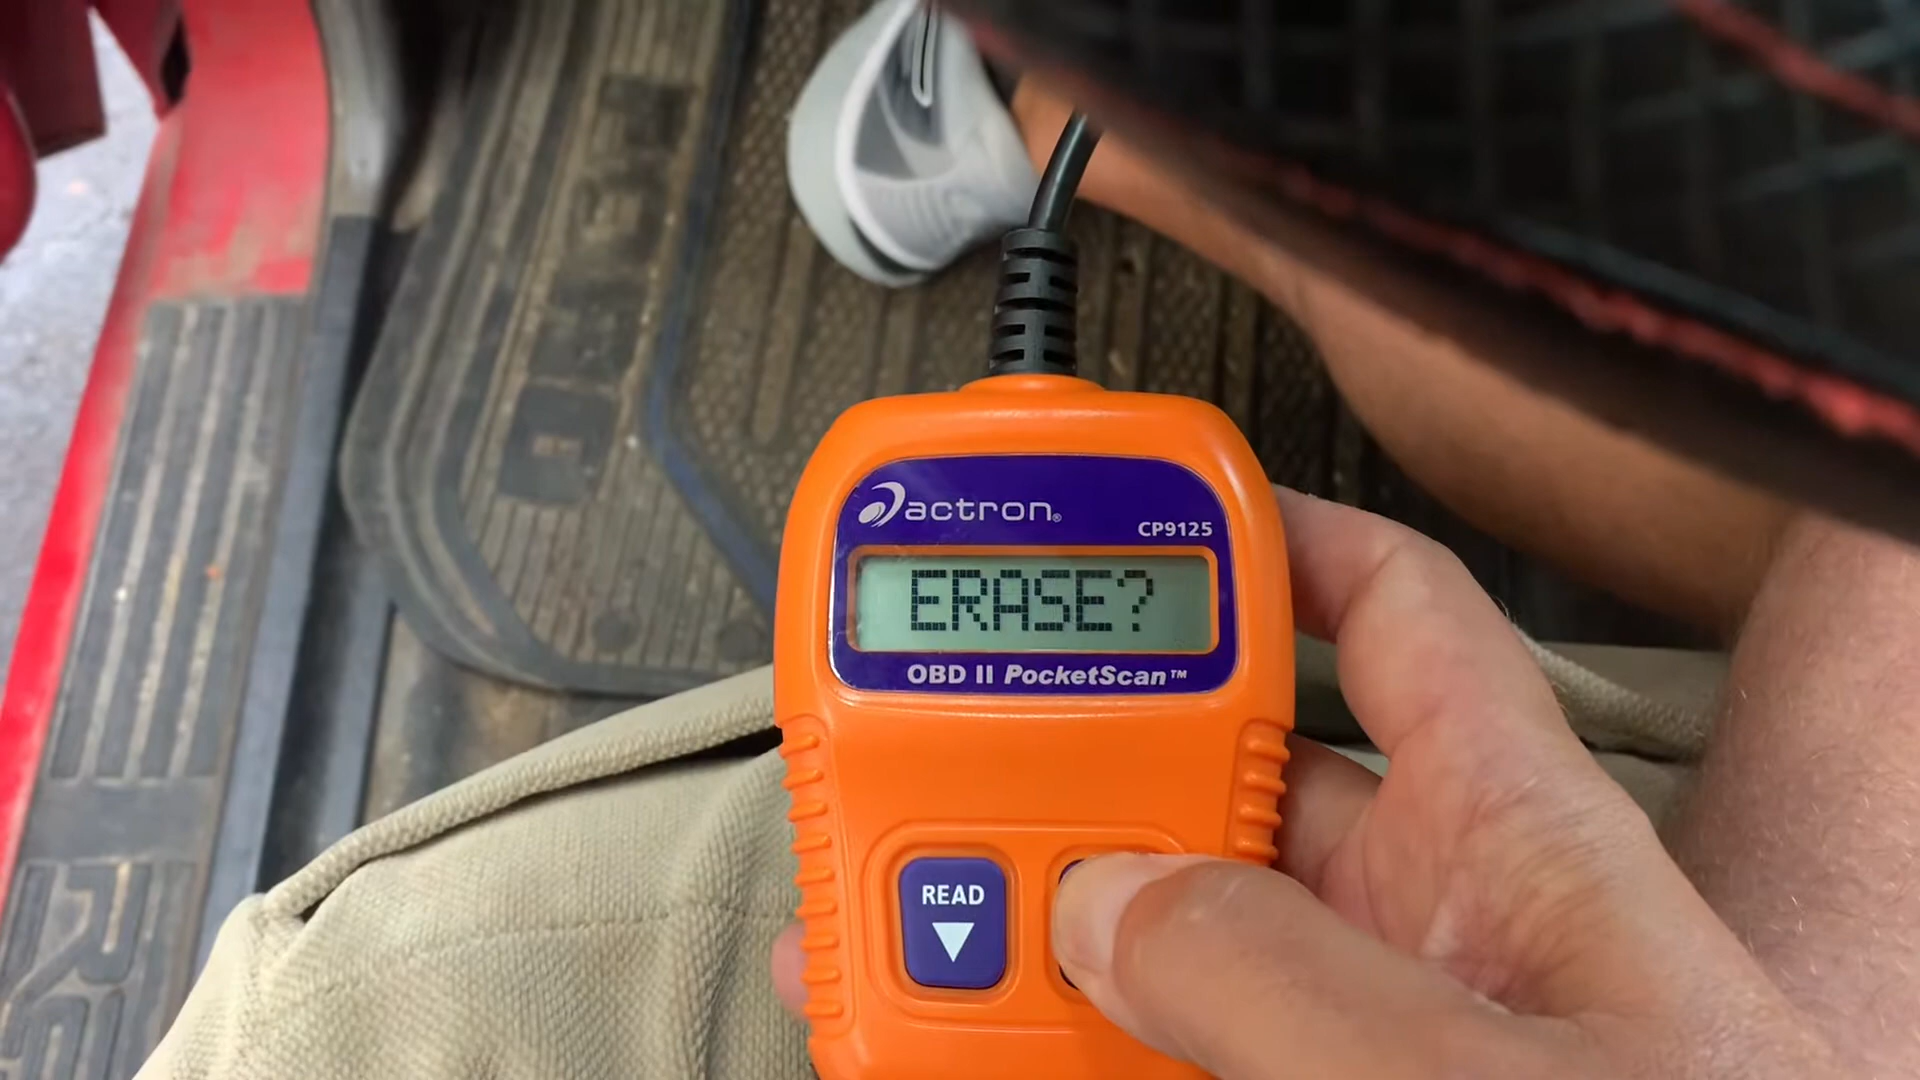 actron®
CP9125
ERASE?
OBD II PocketScan™
READ